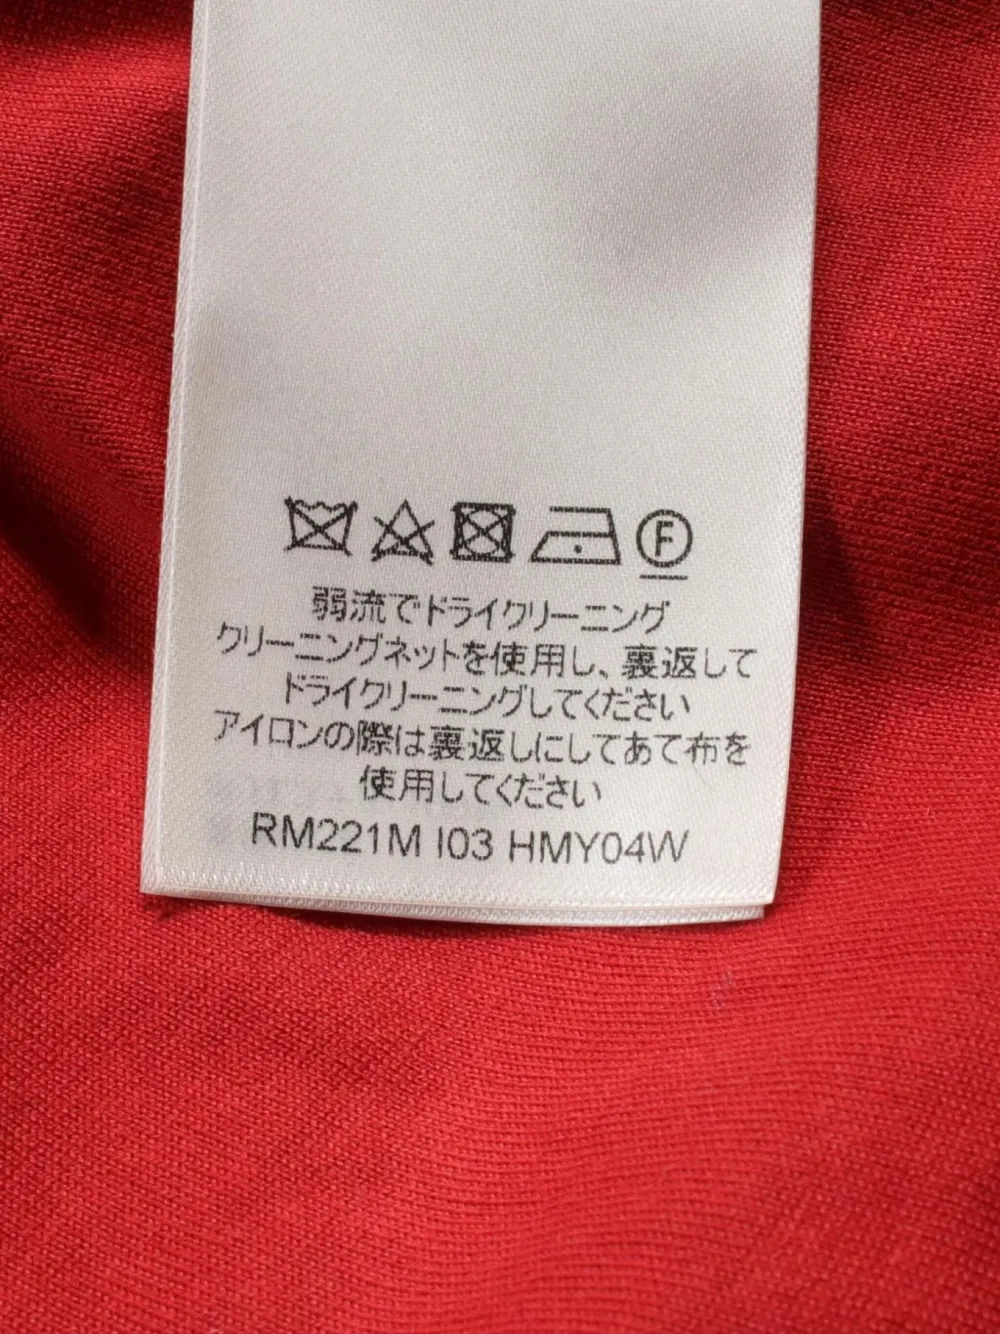 F
弱流でドライクリーニング
クリーニングネットを使用し、裏返して
ドライクリーニングしてください
アイロンの際は裏返しにしてあて布を
使用してください
RM221M I03 HMY04W